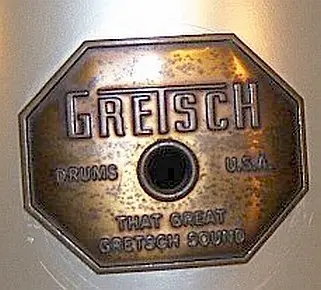 GRETSCH
DRUMS U.S.A.
THAT GREAT
GRETSCH SOUND